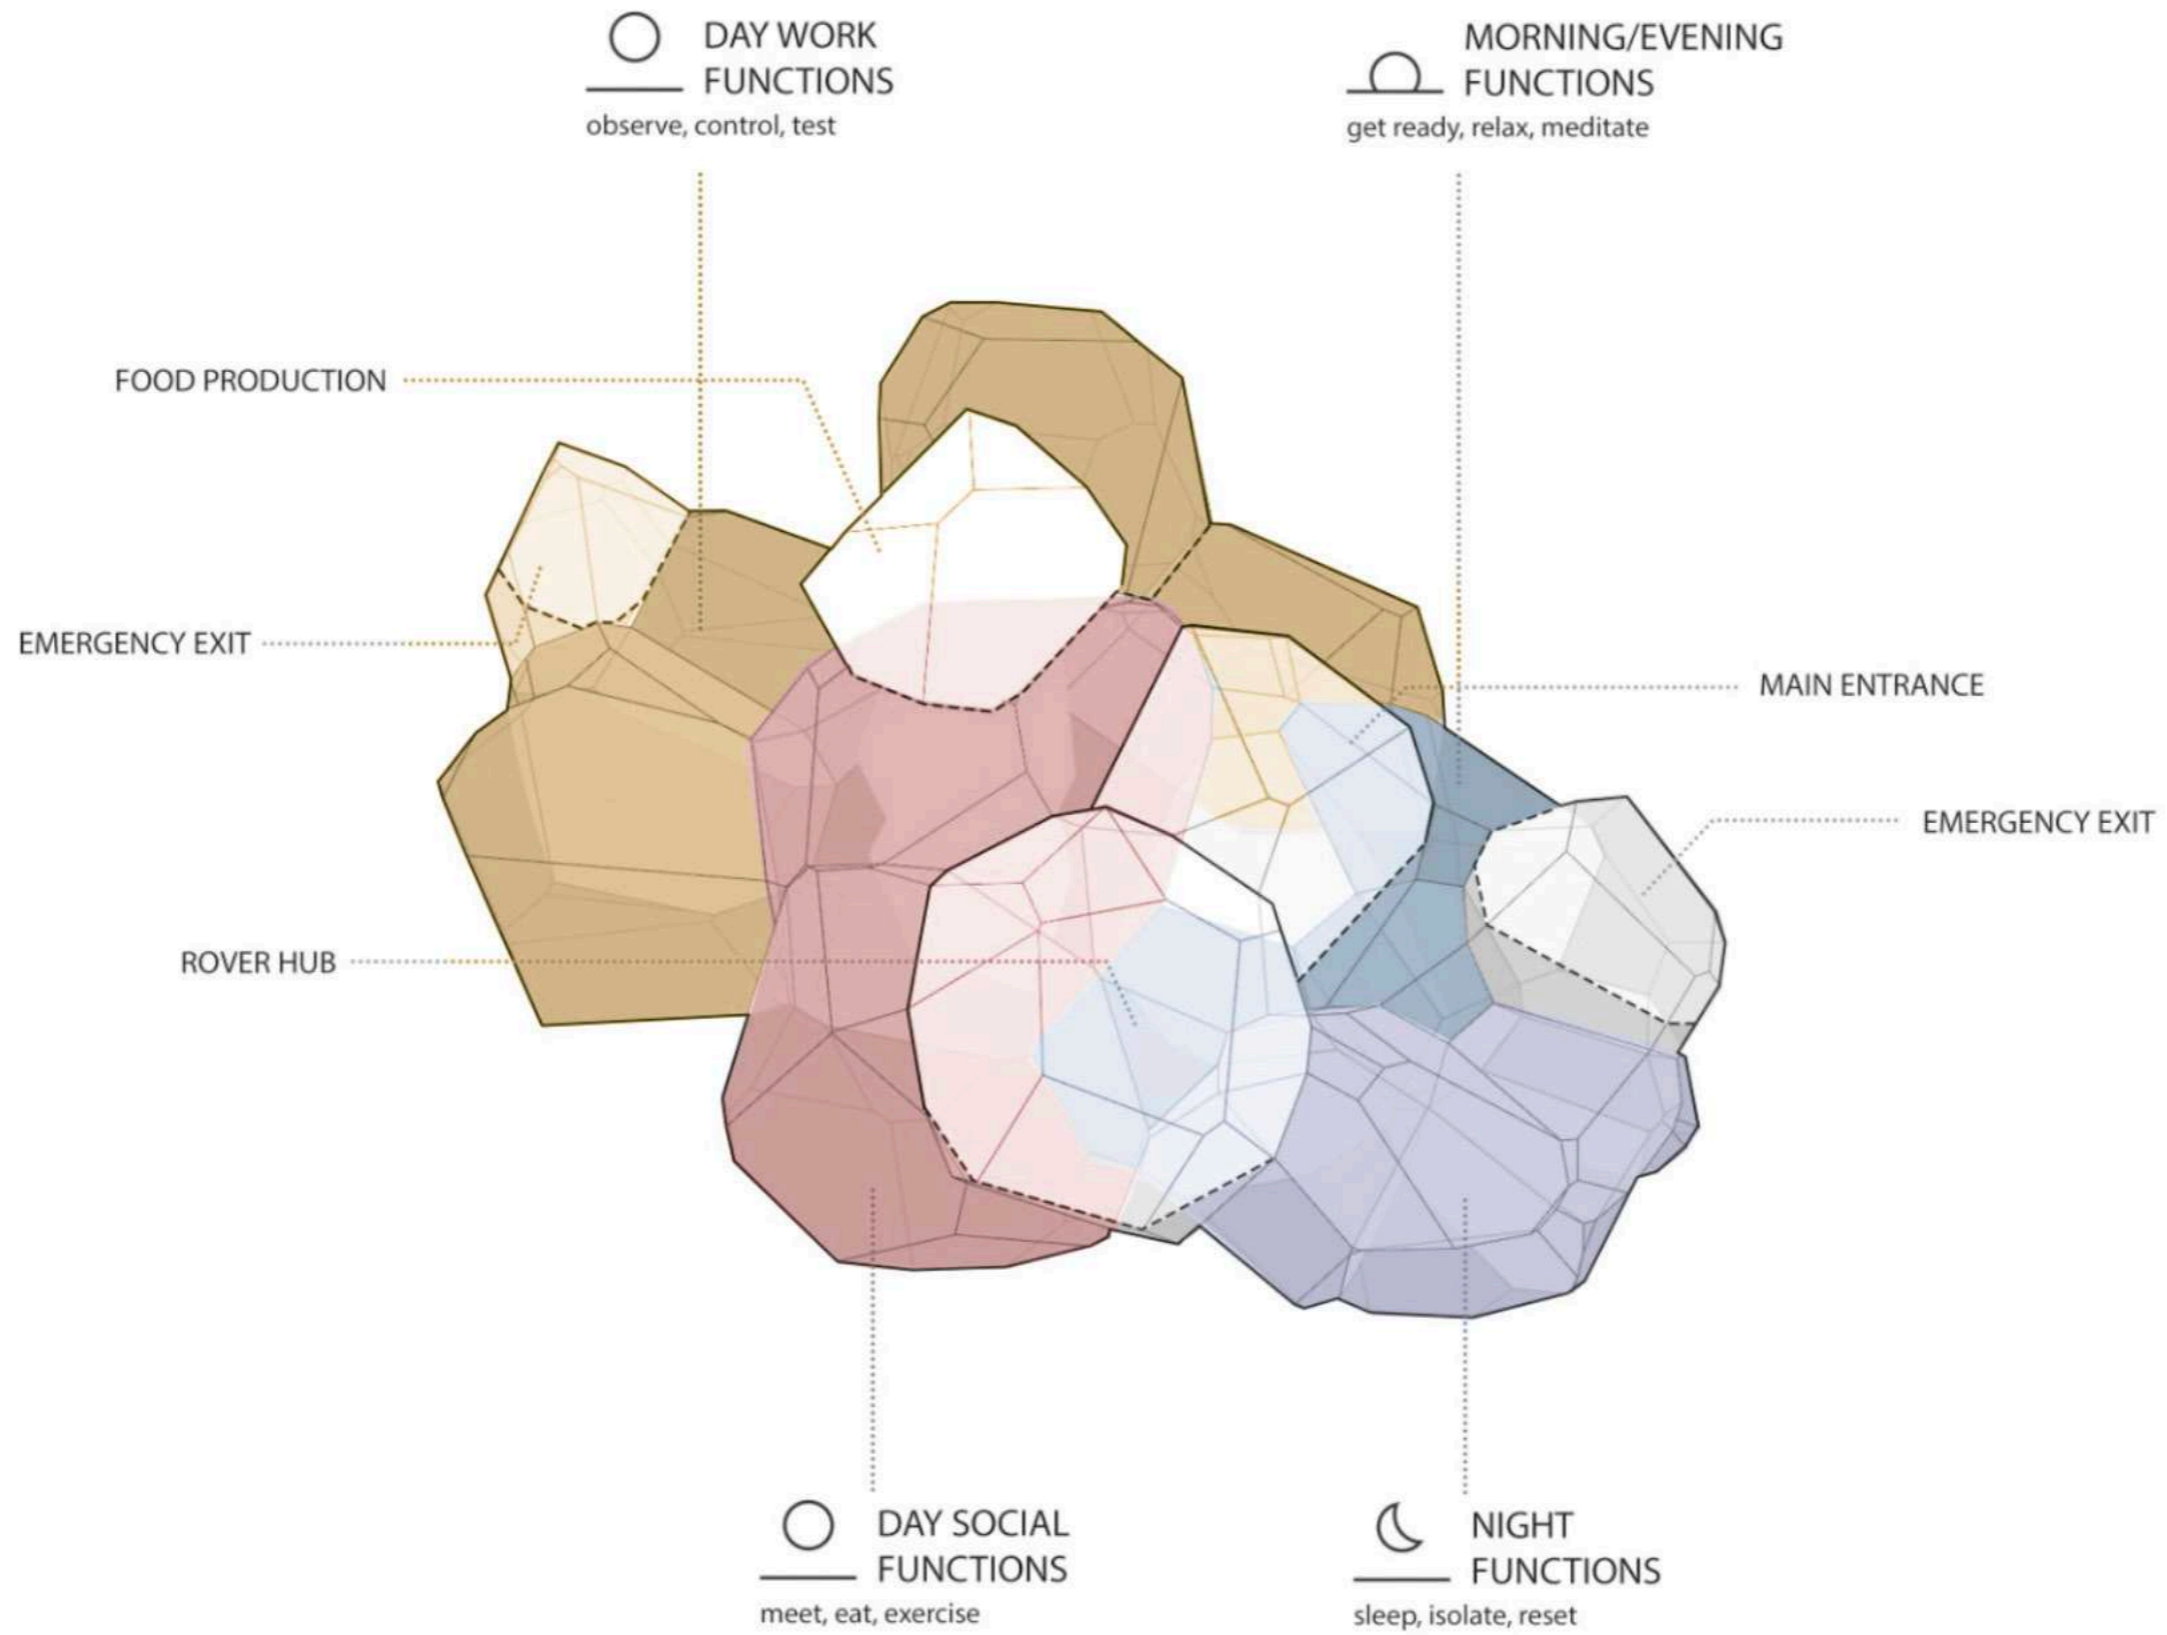 DAY WORK
FUNCTIONS
observe, control, test
MORNING/EVENING
FUNCTIONS
get ready, relax, meditate
FOOD PRODUCTION
EMERGENCY EXIT
MAIN ENTRANCE
EMERGENCY EXIT
ROVER HUB
DAY SOCIAL
FUNCTIONS
meet, eat, exercise
NIGHT
FUNCTIONS
sleep, isolate, reset